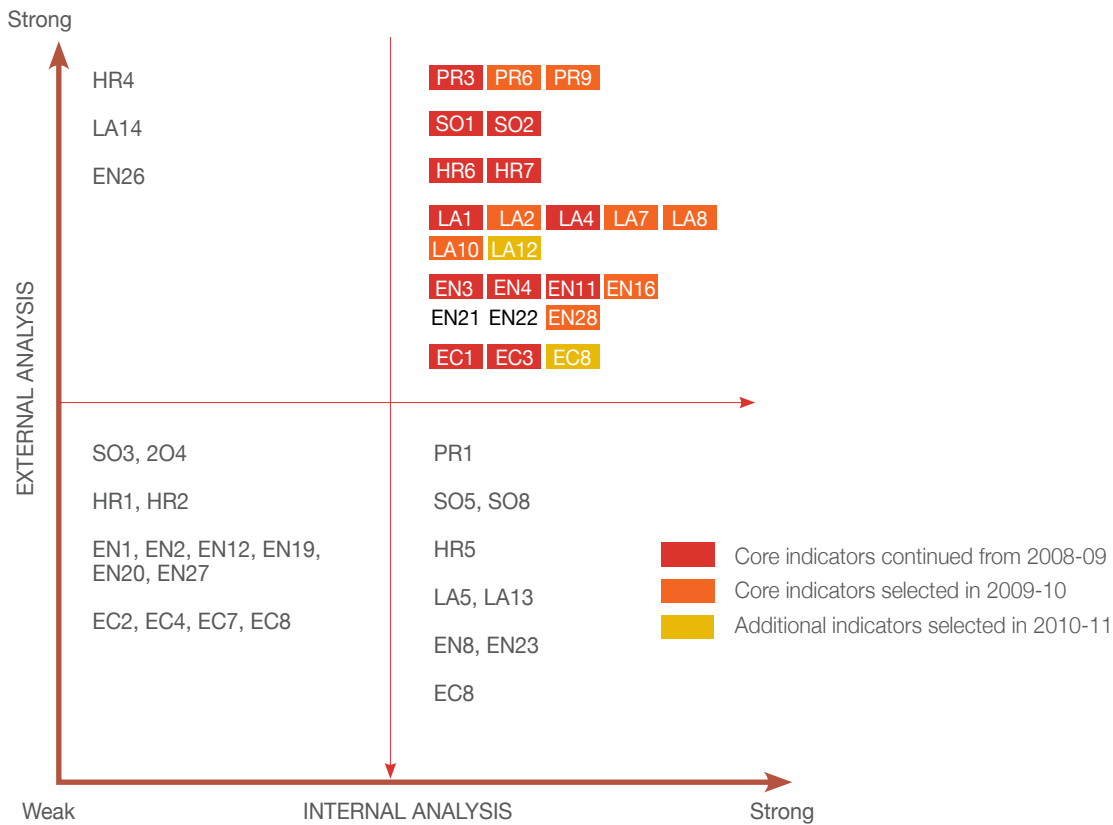 Strong
HR4
LA14
EN26
PR3 PR6 PR9
SO1 SO2
HR6 HR7
LA1 LA2 LA4 LA7 LA8
LA10 LA12
EN3 EN4 EN11 EN16
EN21 EN22 EN28
EC1 EC3 EC8
EXTERNAL ANALYSIS
SO3, 2O4
HR1, HR2
EN1, EN2, EN12, EN19,
EN20, EN27
EC2, EC4, EC7, EC8
PR1
SO5, SO8
HR5
LA5, LA13
EN8, EN23
EC8
Core indicators continued from 2008-09
Core indicators selected in 2009-10
Additional indicators selected in 2010-11
Weak
INTERNAL ANALYSIS
Strong